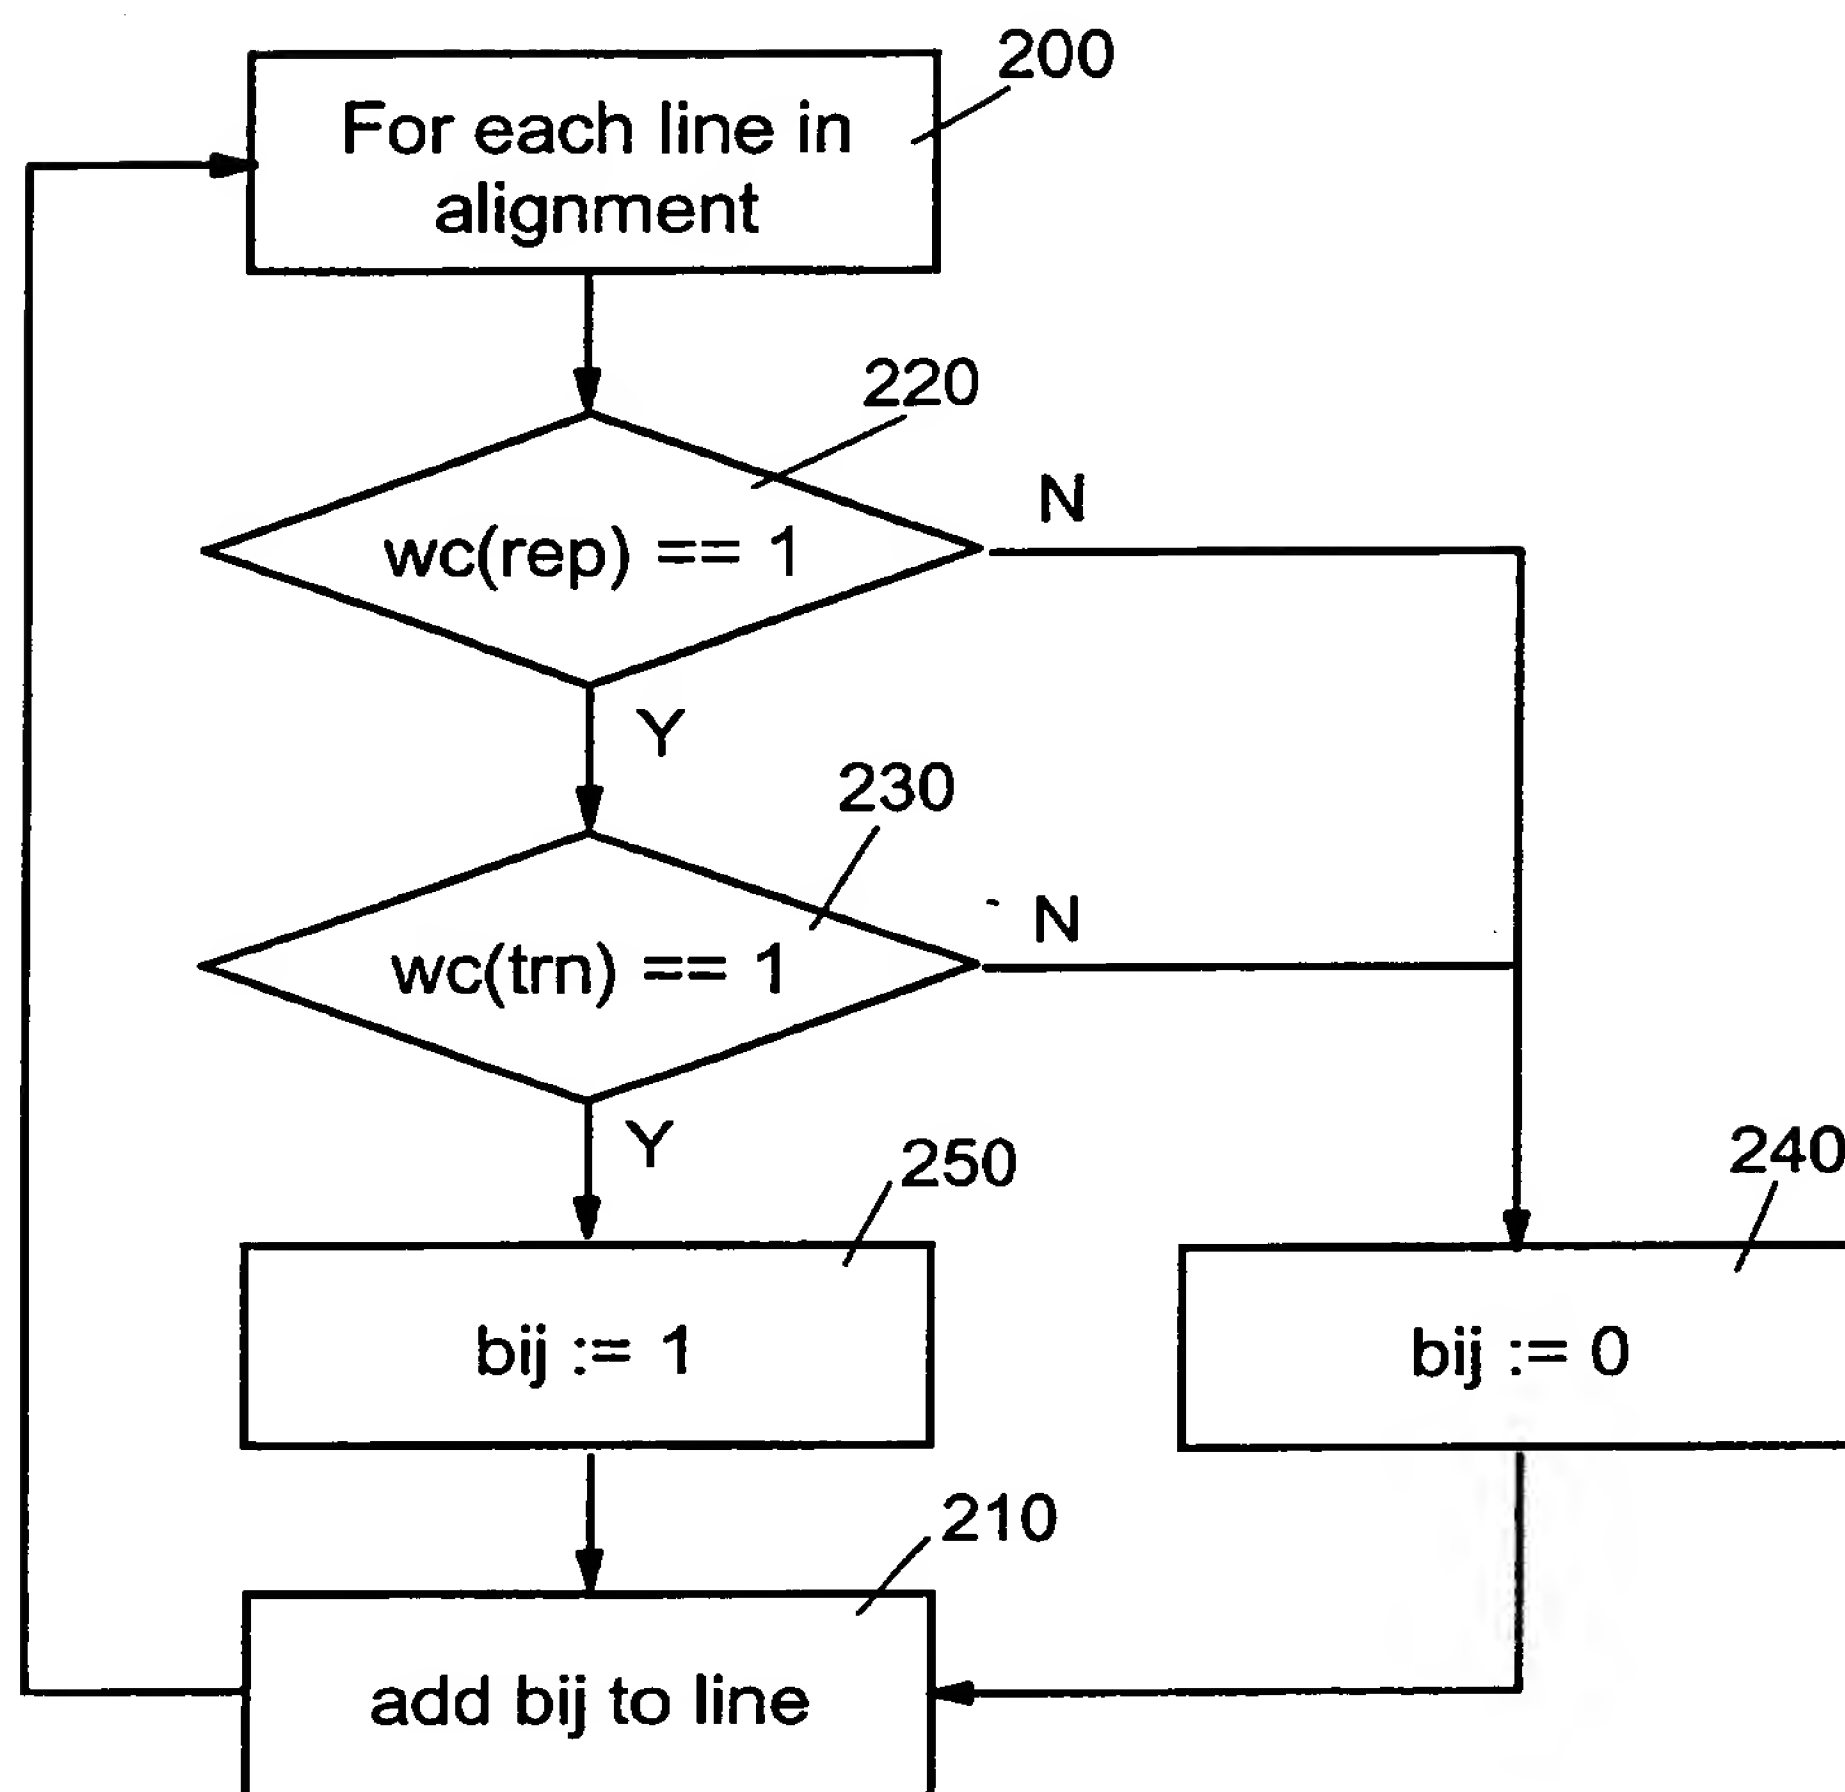 200
For each line in
alignment
220
wc(rep) == 1
N
Y
230
wc(trn) == 1
N
Y
250
240
bij := 1
bij := 0
210
add bij to line